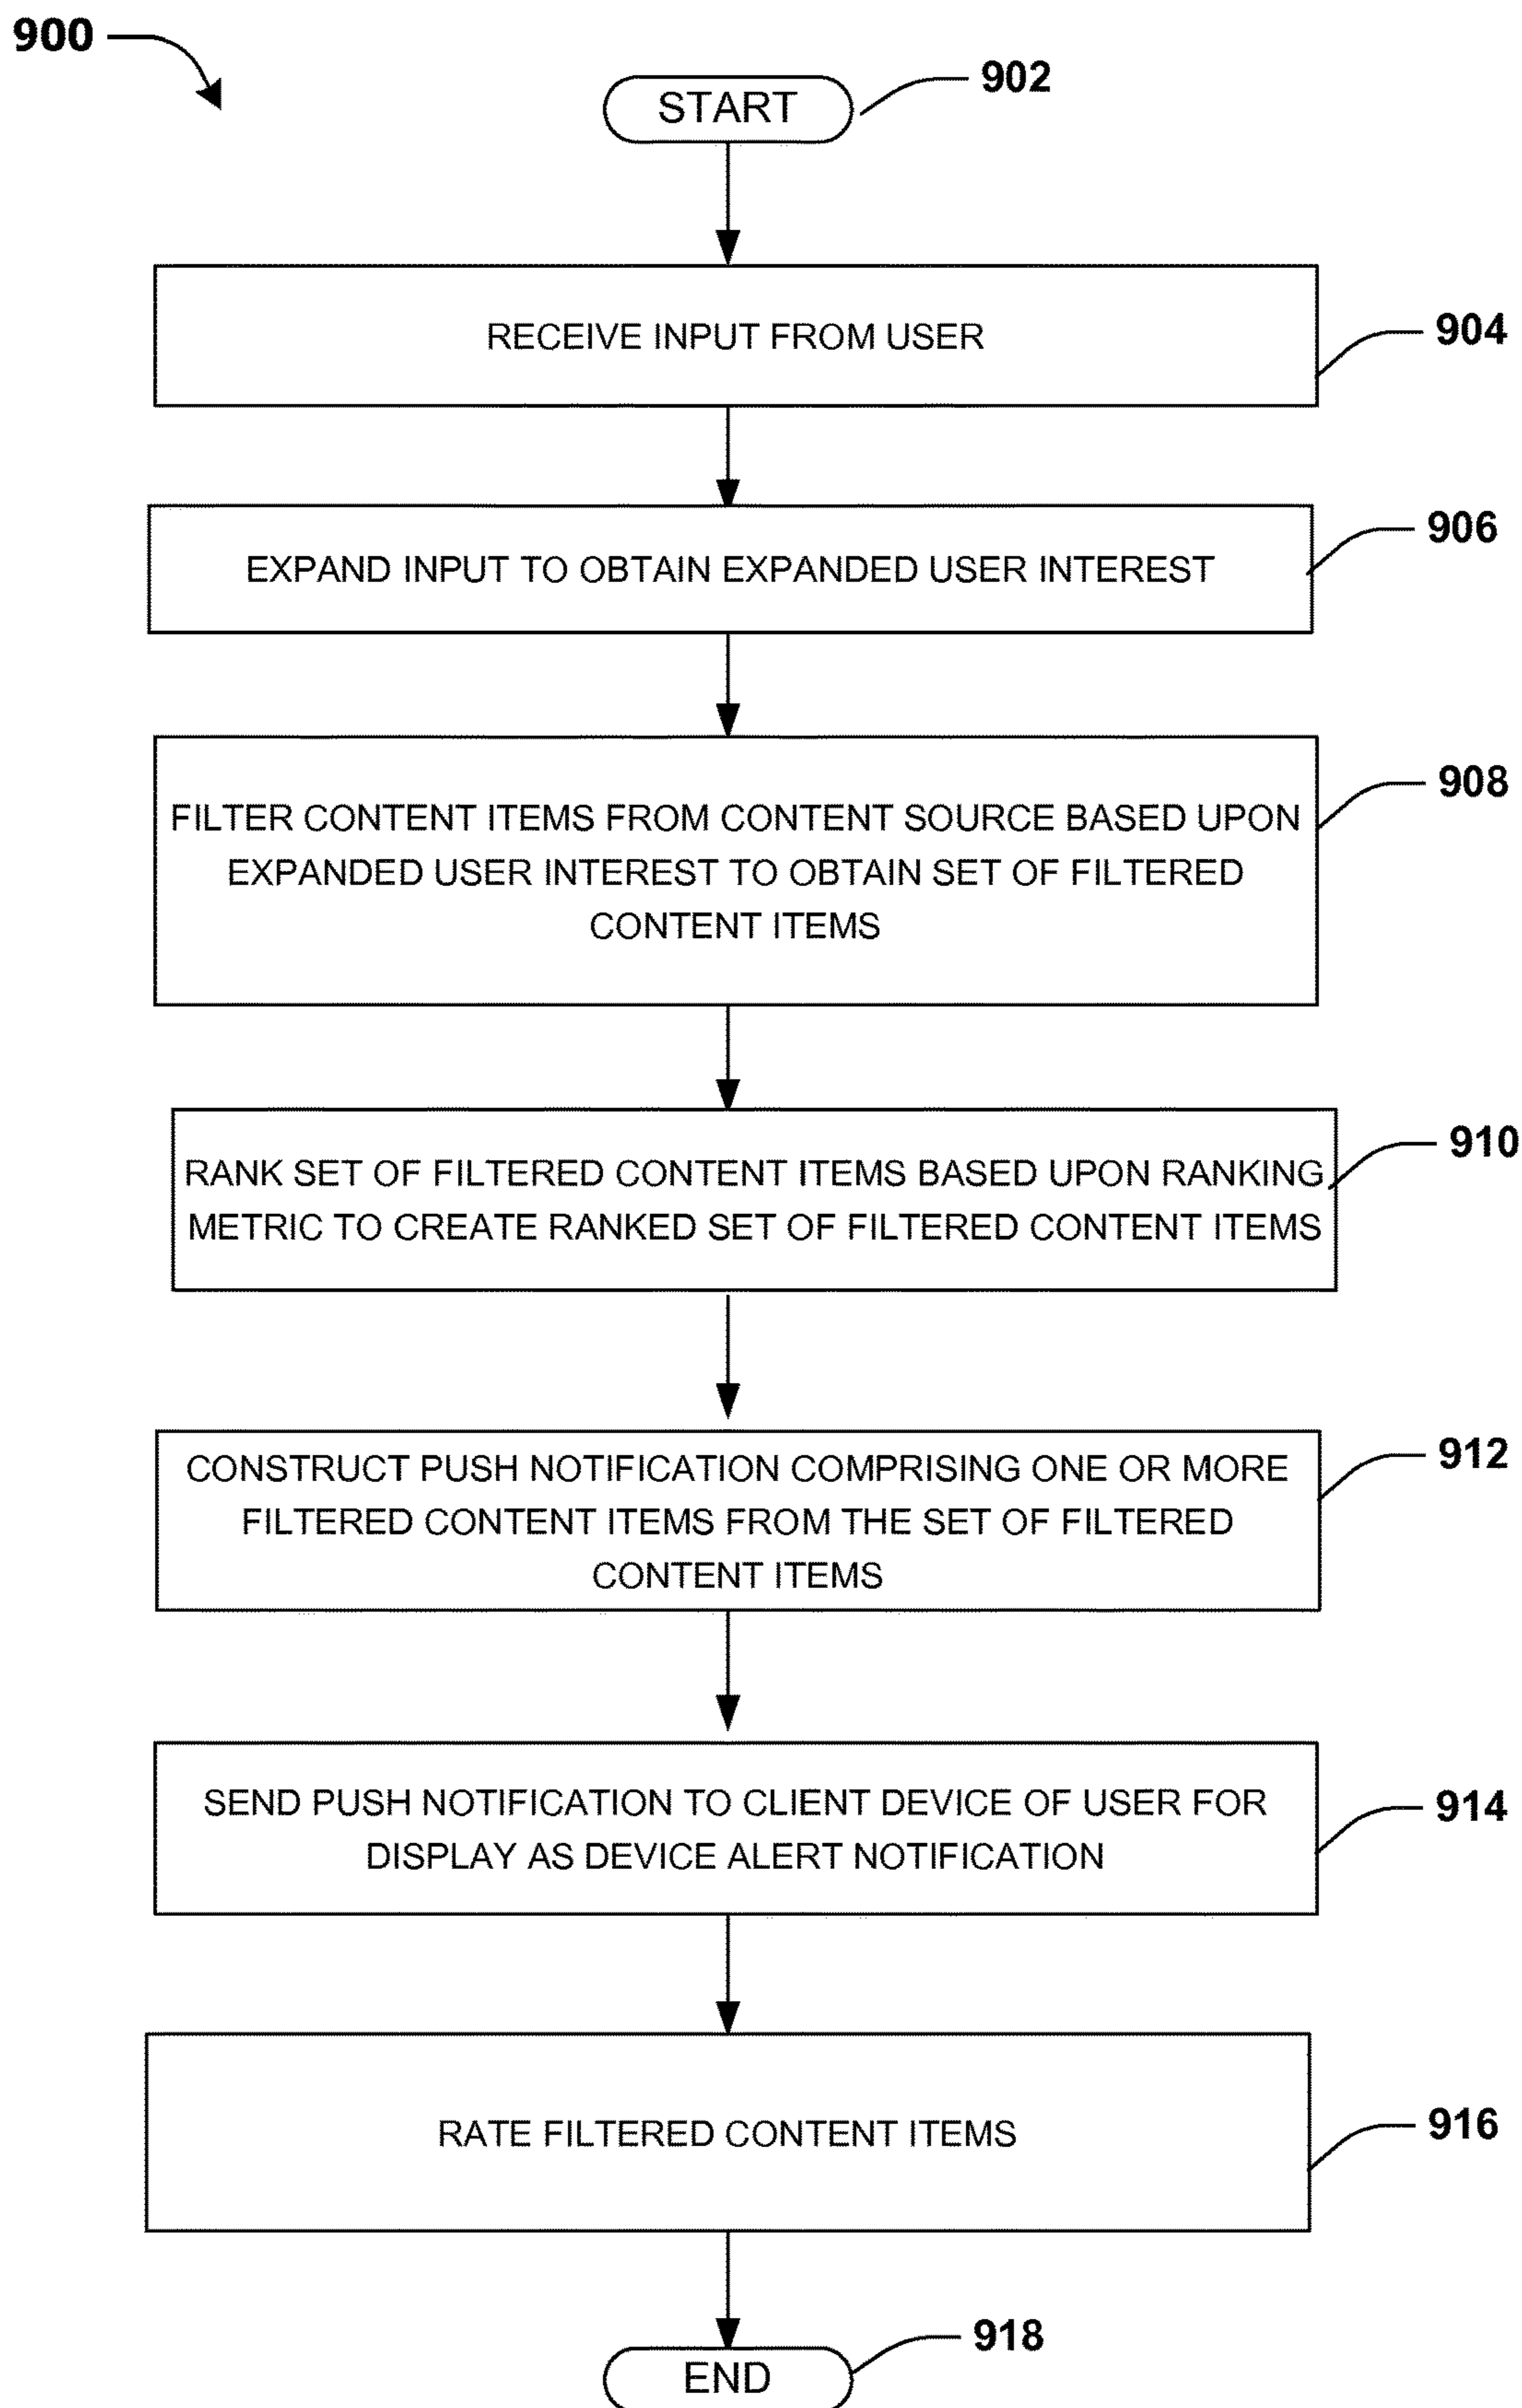 900
START
902
RECEIVE INPUT FROM USER
904
EXPAND INPUT TO OBTAIN EXPANDED USER INTEREST
906
FILTER CONTENT ITEMS FROM CONTENT SOURCE BASED UPON
EXPANDED USER INTEREST TO OBTAIN SET OF FILTERED
CONTENT ITEMS
908
RANK SET OF FILTERED CONTENT ITEMS BASED UPON RANKING
METRIC TO CREATE RANKED SET OF FILTERED CONTENT ITEMS
910
CONSTRUCT PUSH NOTIFICATION COMPRISING ONE OR MORE
FILTERED CONTENT ITEMS FROM THE SET OF FILTERED
CONTENT ITEMS
912
SEND PUSH NOTIFICATION TO CLIENT DEVICE OF USER FOR
DISPLAY AS DEVICE ALERT NOTIFICATION
914
RATE FILTERED CONTENT ITEMS
916
END
918